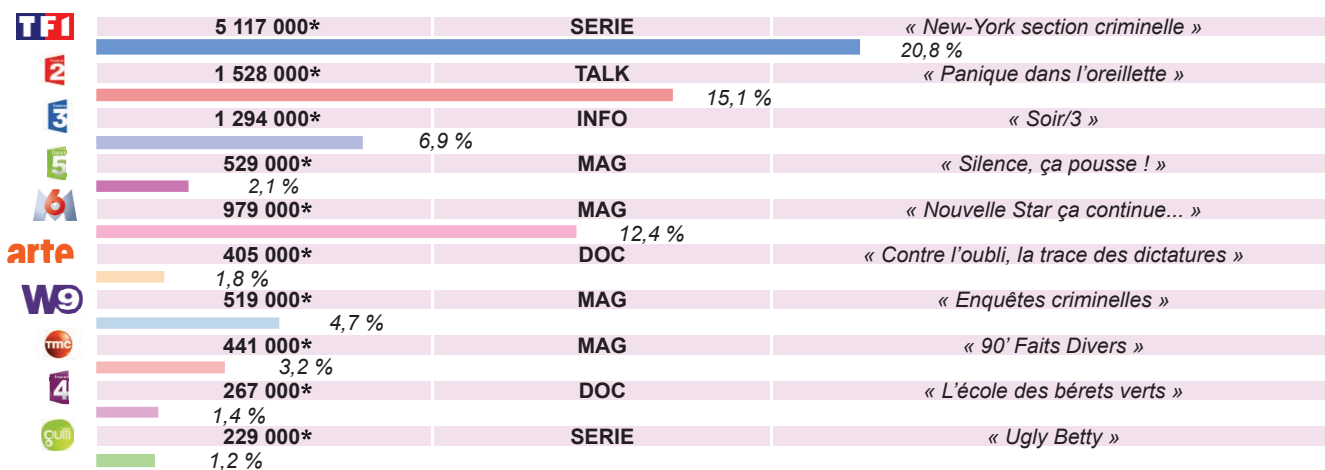 TF1 5 117 000* SERIE « New-York section criminelle »
20,8 %
2 1 528 000* TALK « Panique dans l’oreillette »
15,1 %
3 1 294 000* INFO « Soir/3 »
6,9 %
5 529 000* MAG « Silence, ça pousse ! »
2,1 %
M6 979 000* MAG « Nouvelle Star ça continue... »
12,4 %
arte 405 000* DOC « Contre l’oubli, la trace des dictatures »
1,8 %
W9 519 000* MAG « Enquêtes criminelles »
4,7 %
tmc 441 000* MAG « 90’ Faits Divers »
3,2 %
4 267 000* DOC « L’école des bérets verts »
1,4 %
gulli 229 000* SERIE « Ugly Betty »
1,2 %